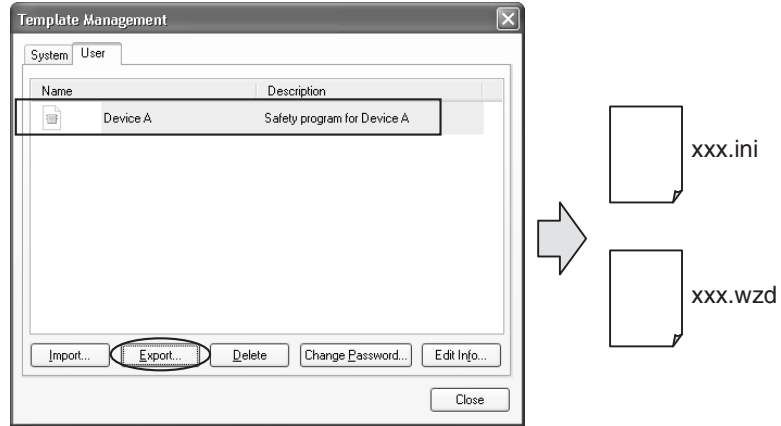 Template Management
System User
Name Description
Device A Safety program for Device A
Import... Export... Delete Change Password... Edit Info...
Close
xxx.ini
xxx.wzd